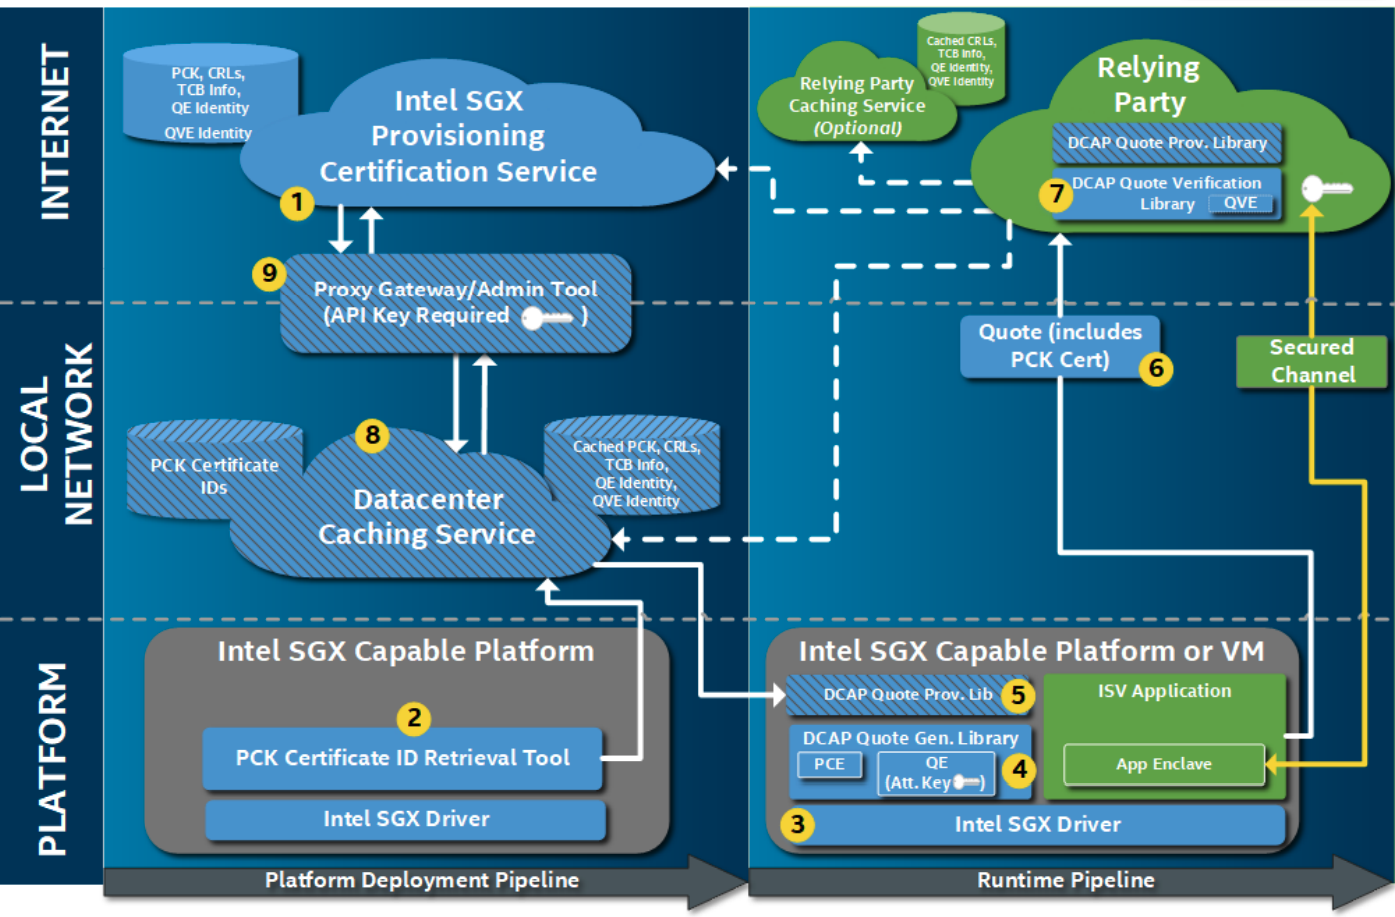 INTERNET
LOCAL
NETWORK
PLATFORM
PCK, CRLs,
TCB Info,
QE Identity
QVE Identity
Intel SGX
Provisioning
Certification Service
1
9
Proxy Gateway/Admin Tool
(API Key Required )
8
PCK Certificate
IDs
Datacenter
Caching Service
Cached PCK, CRLs,
TCB Info,
QE Identity,
QVE Identity
Intel SGX Capable Platform
2
PCK Certificate ID Retrieval Tool
Intel SGX Driver
Platform Deployment Pipeline
Cached CRLs,
TCB Info,
QE Identity,
QVE Identity
Relying Party
Caching Service
(Optional)
Relying
Party
DCAP Quote Prov. Library
7
DCAP Quote Verification
Library
QVE
Quote (includes
PCK Cert)
6
Secured
Channel
Intel SGX Capable Platform or VM
DCAP Quote Prov. Lib
5
DCAP Quote Gen. Library
PCE
QE
(Att. Key )
4
ISV Application
App Enclave
3
Intel SGX Driver
Runtime Pipeline